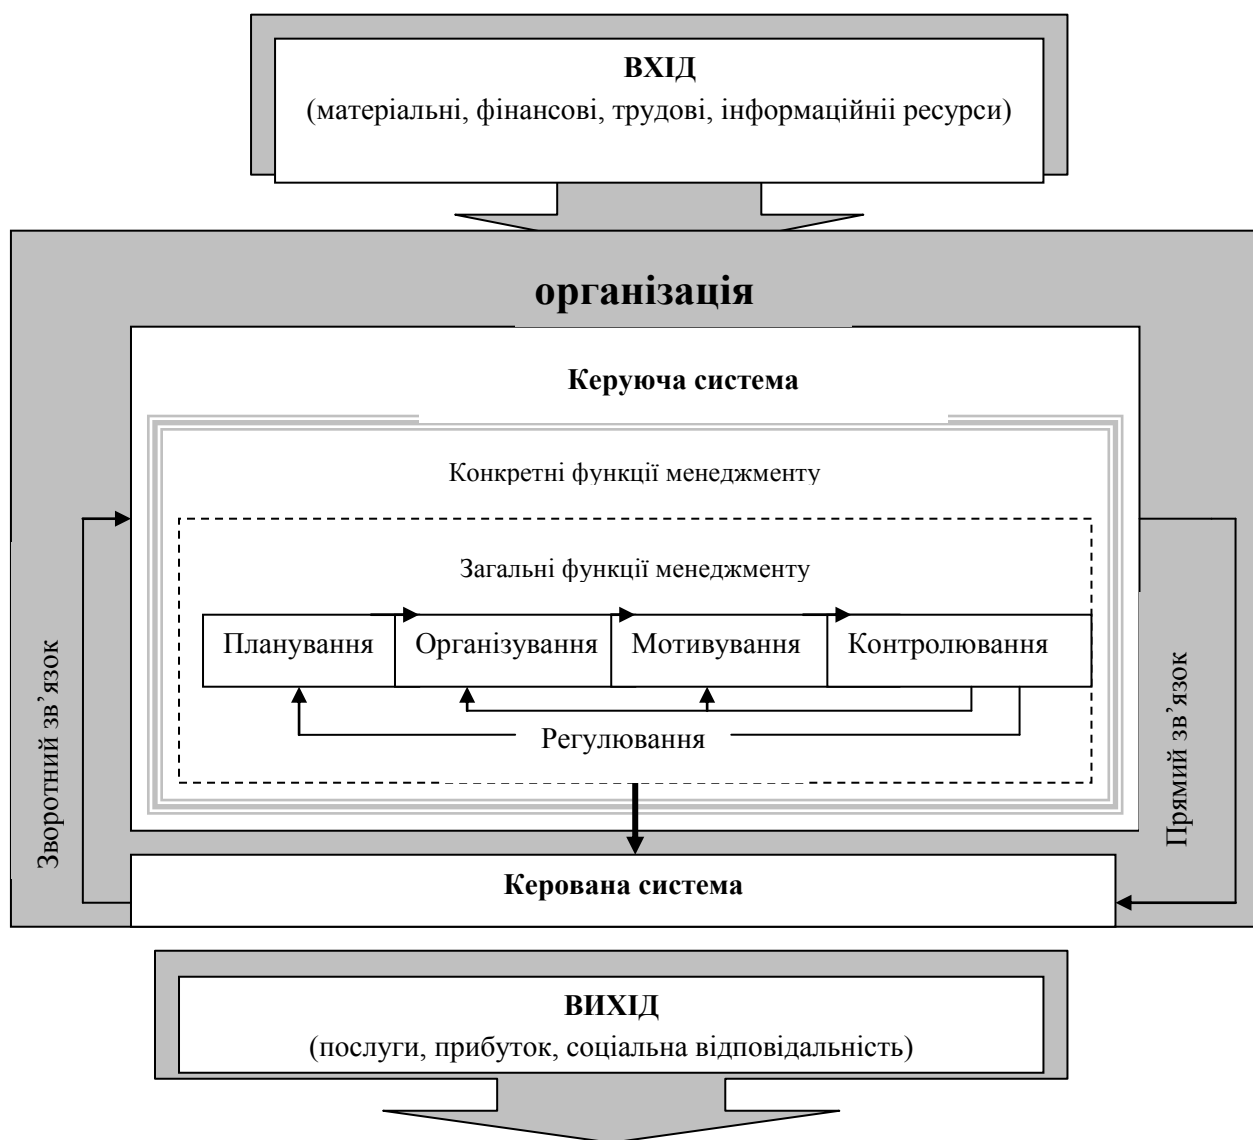 ВХІД
(матеріальні, фінансові, трудові, інформаційніі ресурси)
організація
Керуюча система
Конкретні функції менеджменту
Загальні функції менеджменту
Планування
Організування
Мотивування
Контролювання
Регулювання
Зворотний зв’язок
Прямий зв’язок
Керована система
ВИХІД
(послуги, прибуток, соціальна відповідальність)